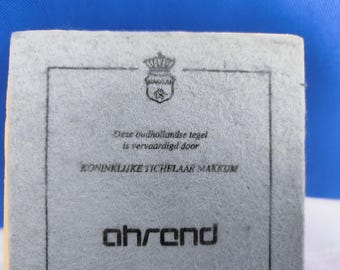 Deze oudhollandse tegel
is vervaardigd door
KONINKLIJKE TICHELAAR MAKKUM
ahrend